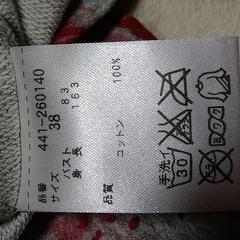 品番 441-260140
サイズ 38
バスト 83
身長 163
品質 コットン 100%
手洗イ
30